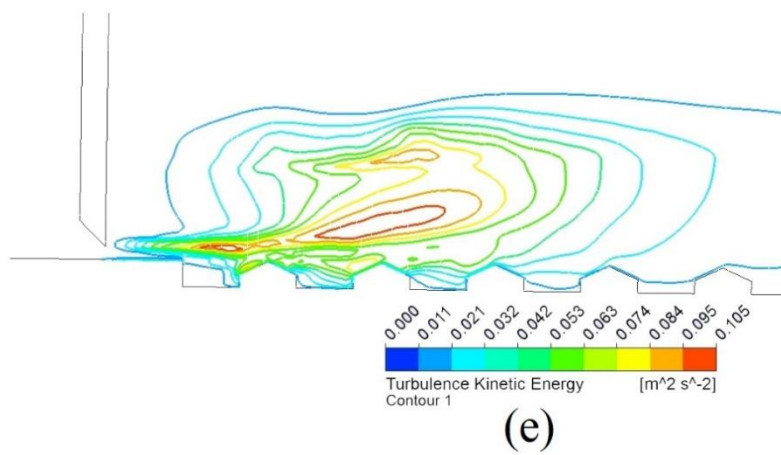 0.000 0.011 0.021 0.032 0.042 0.053 0.063 0.074 0.084 0.095 0.105
Turbulence Kinetic Energy [m^2 s^-2]
Contour 1
(e)